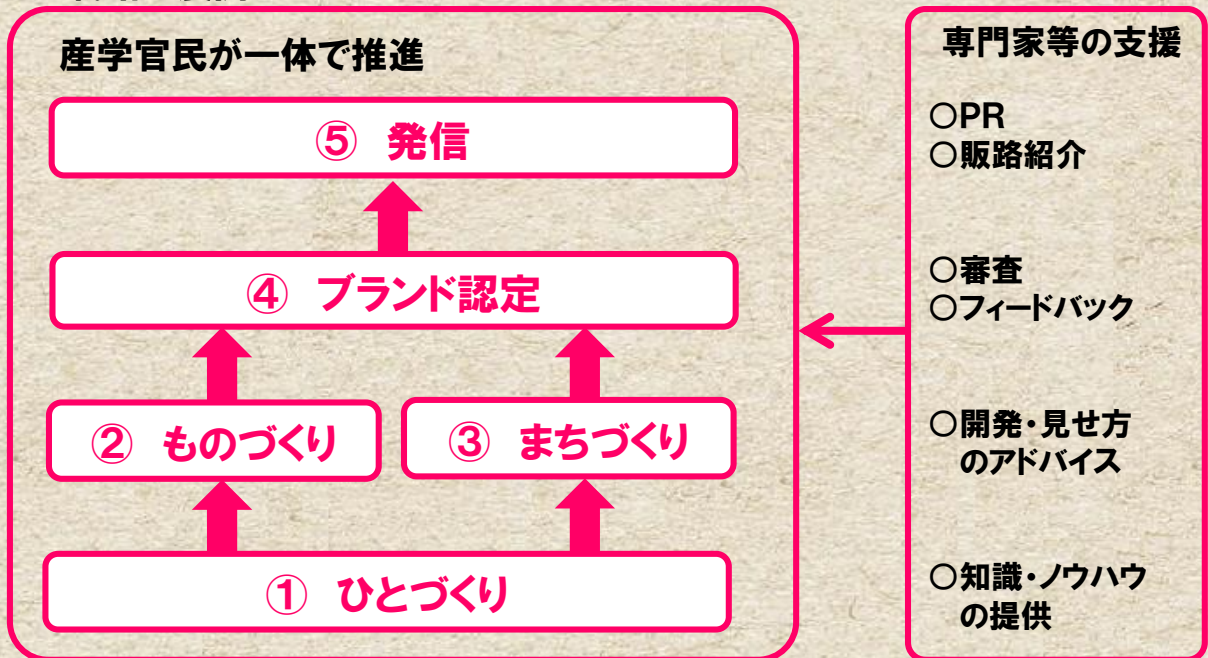 産学官民が一体で推進
⑤ 発信
④ ブランド認定
② ものづくり
③ まちづくり
① ひとづくり
専門家等の支援
○PR
○販路紹介
○審査
○フィードバック
○開発・見せ方
のアドバイス
○知識・ノウハウ
の提供